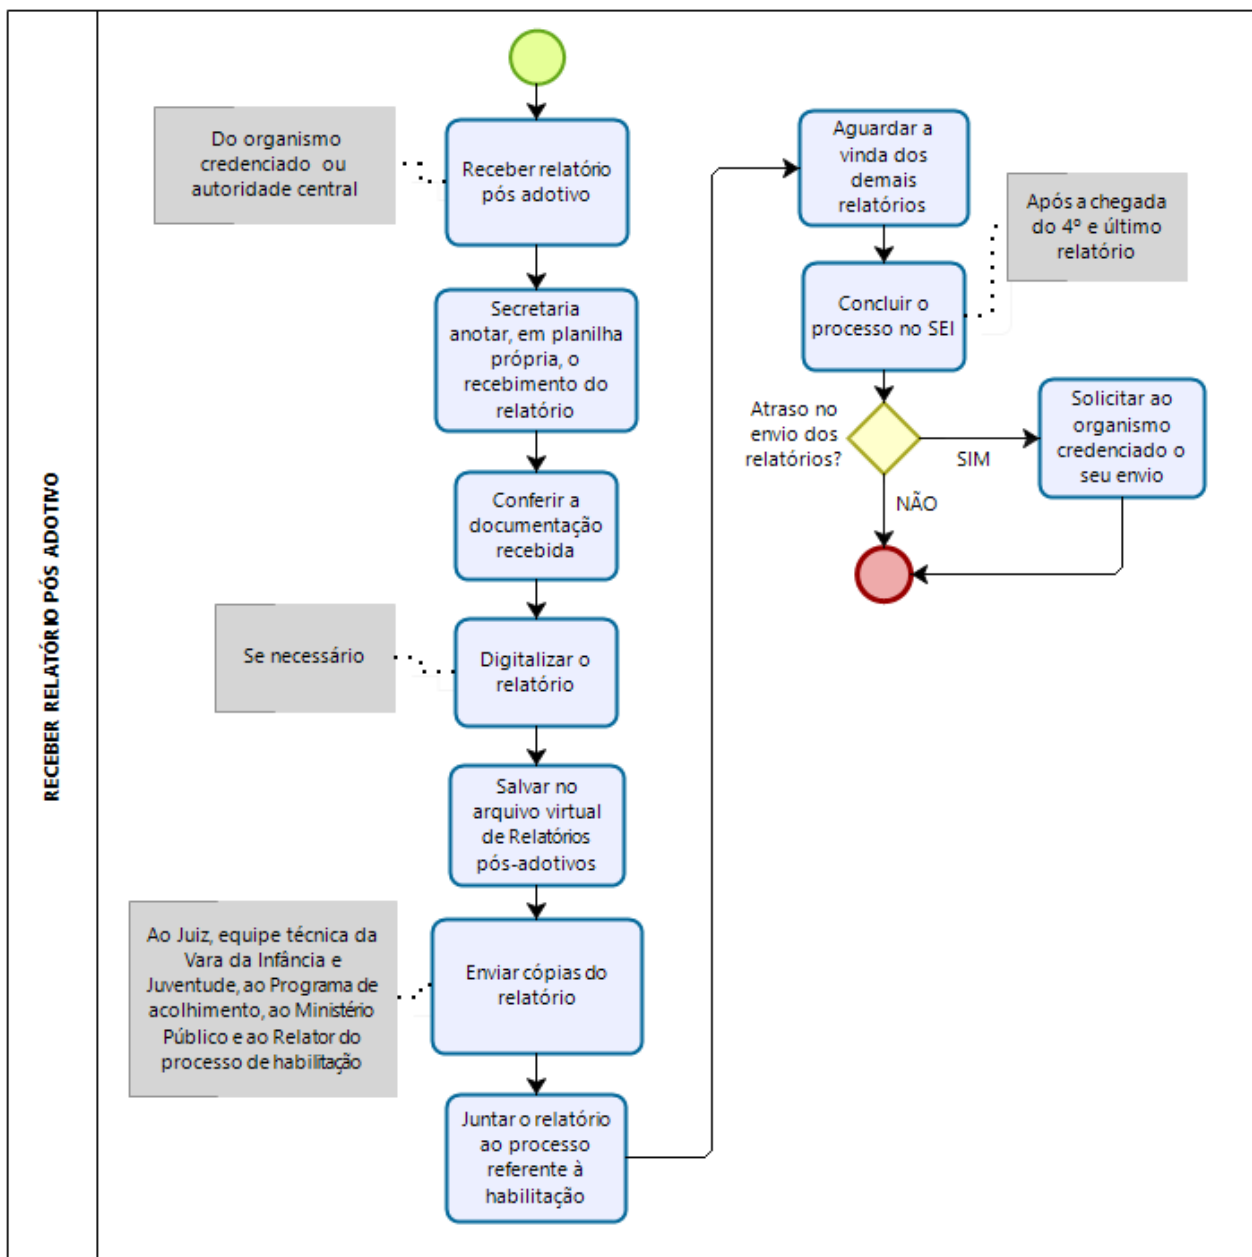 RECEBER RELATÓRIO PÓS ADOTIVO
Do organismo
credenciado ou
autoridade central
Receber relatório
pós adotivo
Secretaria
anotar, em planilha
própria, o
recebimento do
relatório
Conferir a
documentação
recebida
Se necessário
Digitalizar o
relatório
Salvar no
arquivo virtual
de Relatórios
pós-adotivos
Ao Juiz, equipe técnica da
Vara da Infância e
Juventude, ao Programa de
acolhimento, ao Ministério
Público e ao Relator do
processo de habilitação
Enviar cópias do
relatório
Juntar o relatório
ao processo
referente à
habilitação
Aguardar a
vinda dos
demais
relatórios
Após a chegada
do 4º e último
relatório
Concluir o
processo no SEI
Atraso no
envio dos
relatórios?
SIM
NÃO
Solicitar ao
organismo
credenciado o
seu envio